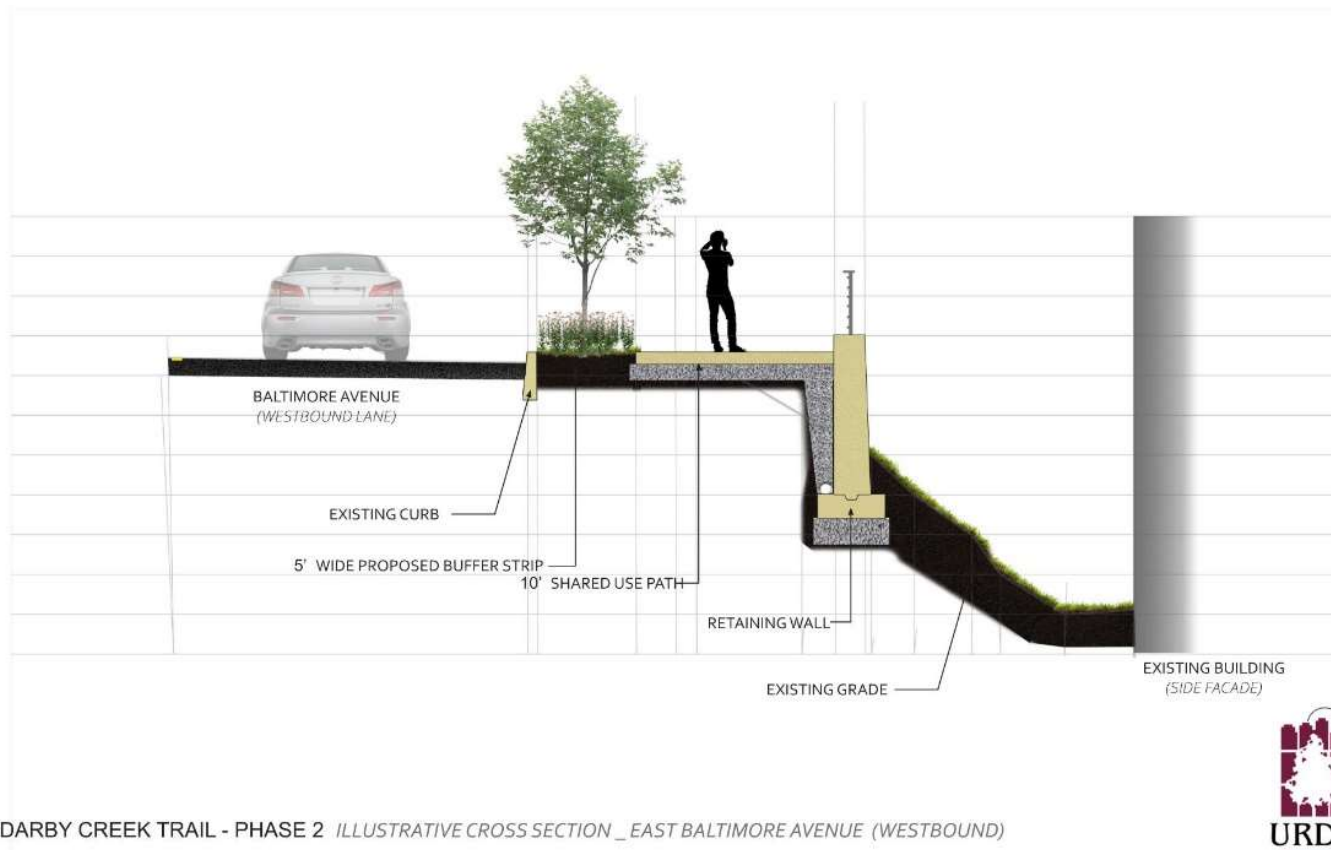 BALTIMORE AVENUE
(WESTBOUND LANE)
EXISTING CURB
5' WIDE PROPOSED BUFFER STRIP
10' SHARED USE PATH
RETAINING WALL
EXISTING GRADE
EXISTING BUILDING
(SIDE FACADE)
DARBY CREEK TRAIL - PHASE 2 ILLUSTRATIVE CROSS SECTION _ EAST BALTIMORE AVENUE (WESTBOUND)